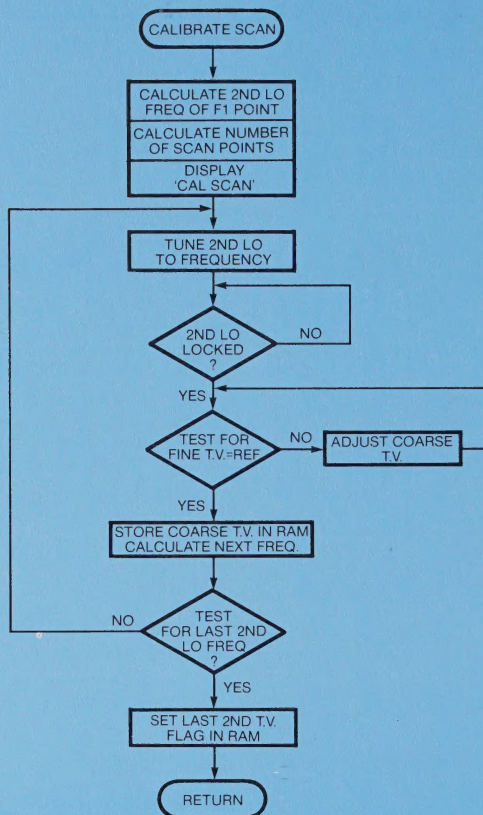 CALIBRATE SCAN
CALCULATE 2ND LO
FREQ OF F1 POINT
CALCULATE NUMBER
OF SCAN POINTS
DISPLAY
'CAL SCAN'
TUNE 2ND LO
TO FREQUENCY
2ND LO
LOCKED
?
NO
YES
TEST FOR
FINE T.V.=REF
NO
ADJUST COARSE
T.V.
YES
STORE COARSE T.V. IN RAM
CALCULATE NEXT FREQ.
TEST
FOR LAST 2ND
LO FREQ
?
NO
YES
SET LAST 2ND T.V.
FLAG IN RAM
RETURN